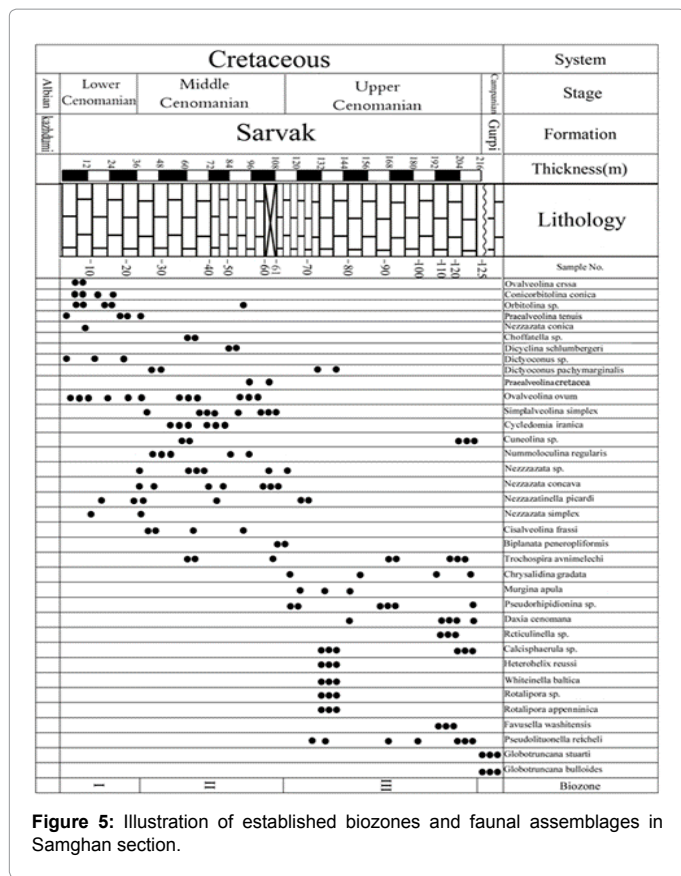 Cretaceous System
Albian Lower Cenomanian Middle Cenomanian Upper Cenomanian Campanian Stage
kazhdumi Sarvak Gurpi Formation
12 24 36 48 60 72 84 96 108 120 132 144 156 168 180 192 204 216 Thickness(m)
Lithology
-10 -20 -30 -40 -50 -60 -61 -70 -80 -90 -100 -110 -120 -125 Sample No.
Ovalveolina crssa
Conicorbitolina conica
Orbitolina sp.
Praealveolina tenuis
Nezzazata conica
Choffatella sp.
Dicyclina schlumbergeri
Dictyoconus sp.
Dictyoconus pachymarginalis
Praealveolina cretacea
Ovalveolina ovum
Simplalveolina simplex
Cycledomia iranica
Cuneolina sp.
Nummoloculina regularis
Nezzzazata sp.
Nezzazata concava
Nezzazatinella picardi
Nezzazata simplex
Cisalveolina frassi
Biplanata peneropliformis
Trochospira avnimelechi
Chrysalidina gradata
Murgina apula
Pseudorhipidionina sp.
Daxia cenomana
Rcticulinella sp.
Calcisphaerula sp.
Heterohelix reussi
Whiteinella baltica
Rotalipora sp.
Rotalipora appenninica
Favusella washitensis
Pseudolituonella reicheli
Globotruncana stuarti
Globotruncana bulloides
I II III Biozone
Figure 5: Illustration of established biozones and faunal assemblages in
Samghan section.